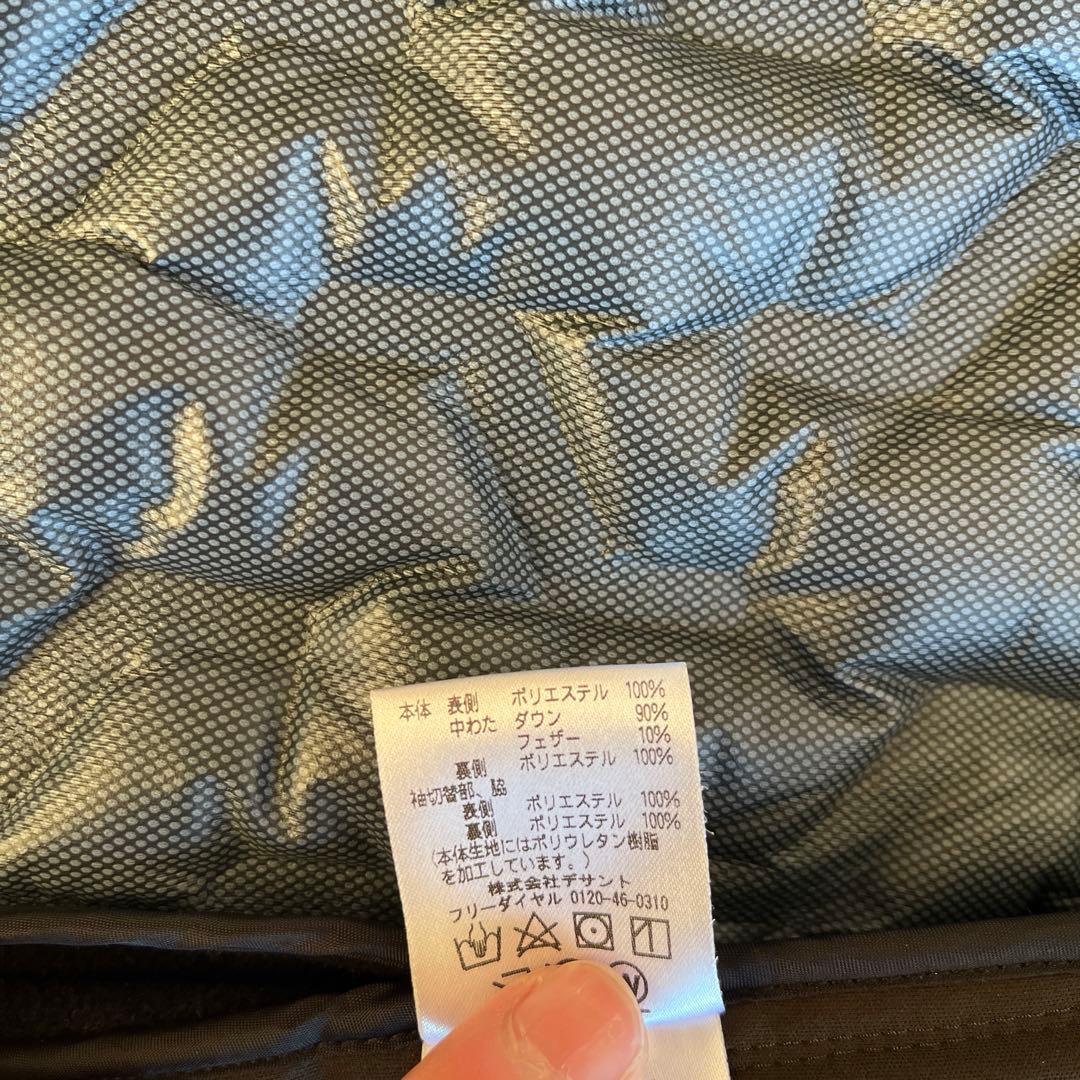 本体 表側 ポリエステル 100%
中わた ダウン 90%
フェザー 10%
裏側 ポリエステル 100%
袖切替部、脇
表側 ポリエステル 100%
裏側 ポリエステル 100%
(本体生地にはポリウレタン樹脂
を加工しています。)
株式会社デサント
フリーダイヤル 0120-46-0310